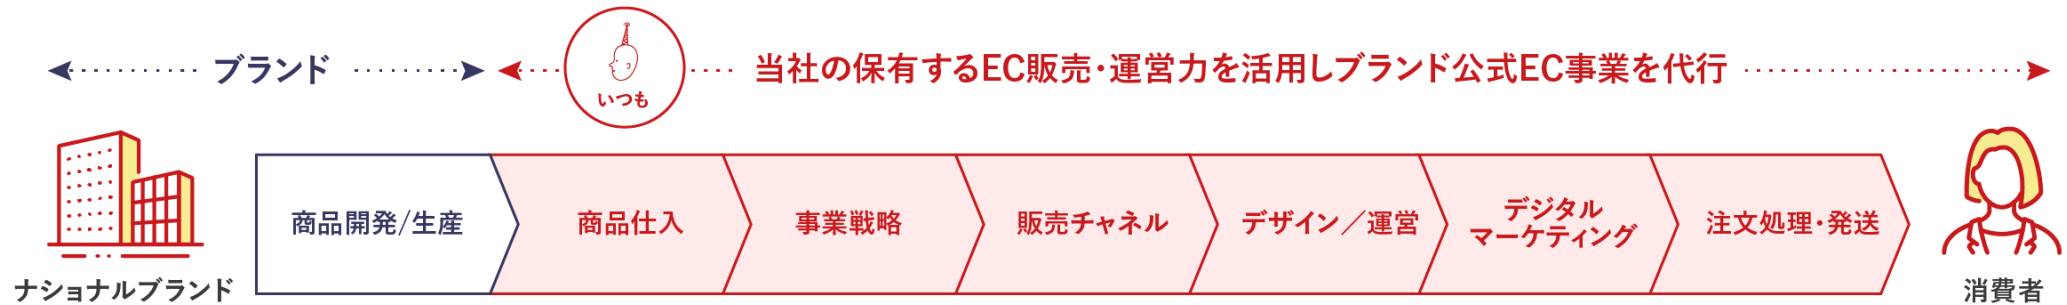 ブランド
いつも
当社の保有するEC販売・運営力を活用しブランド公式EC事業を代行
商品開発/生産
商品仕入
事業戦略
販売チャネル
デザイン／運営
デジタル
マーケティング
注文処理・発送
ナショナルブランド
消費者